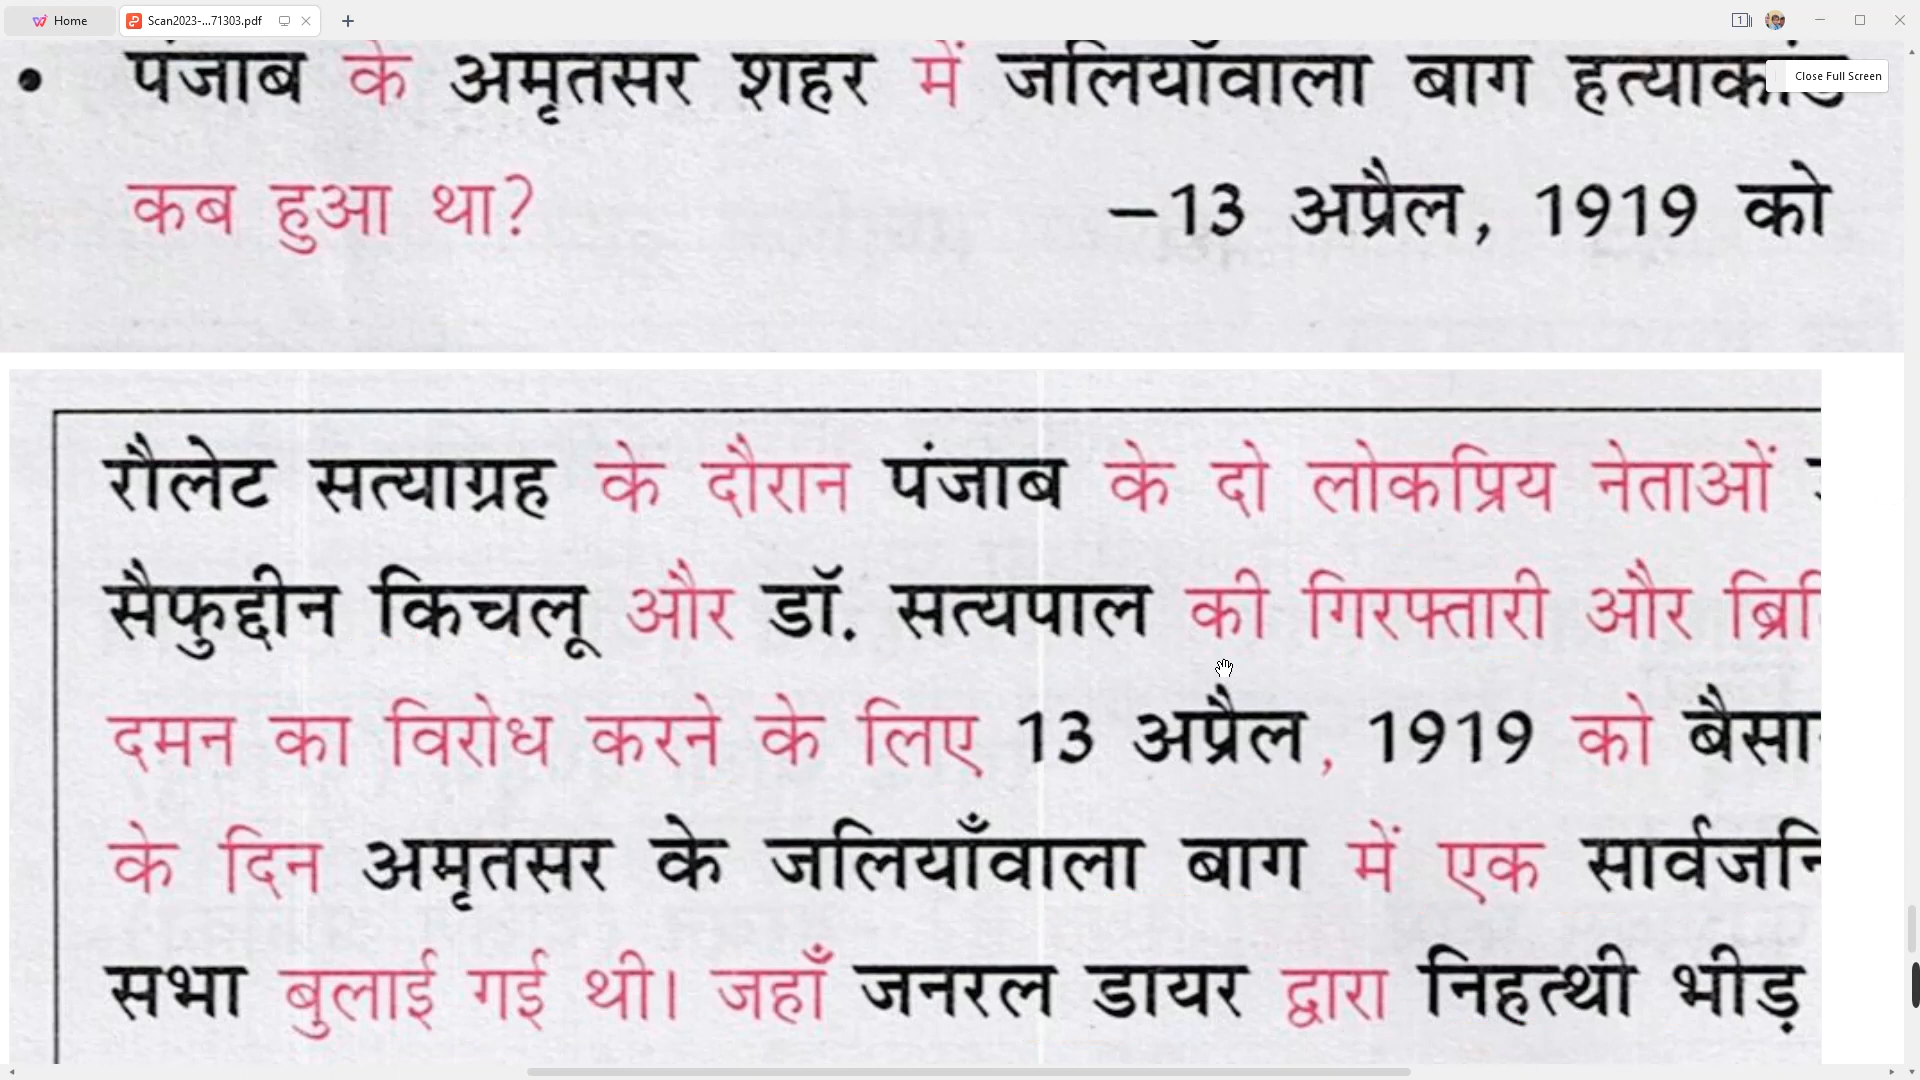 Home
Scan2023-...71303.pdf
1
Close Full Screen
• पंजाब के अमृतसर शहर में जलियाँवाला बाग हत्याकांड
कब हुआ था? –13 अप्रैल, 1919 को
रौलेट सत्याग्रह के दौरान पंजाब के दो लोकप्रिय नेताओं
सैफुद्दीन किचलू और डॉ. सत्यपाल की गिरफ्तारी और
दमन का विरोध करने के लिए 13 अप्रैल, 1919 को
के दिन अमृतसर के जलियाँवाला बाग में एक
सभा बुलाई गई थी। जहाँ जनरल डायर द्वारा निहत्थी भीड़